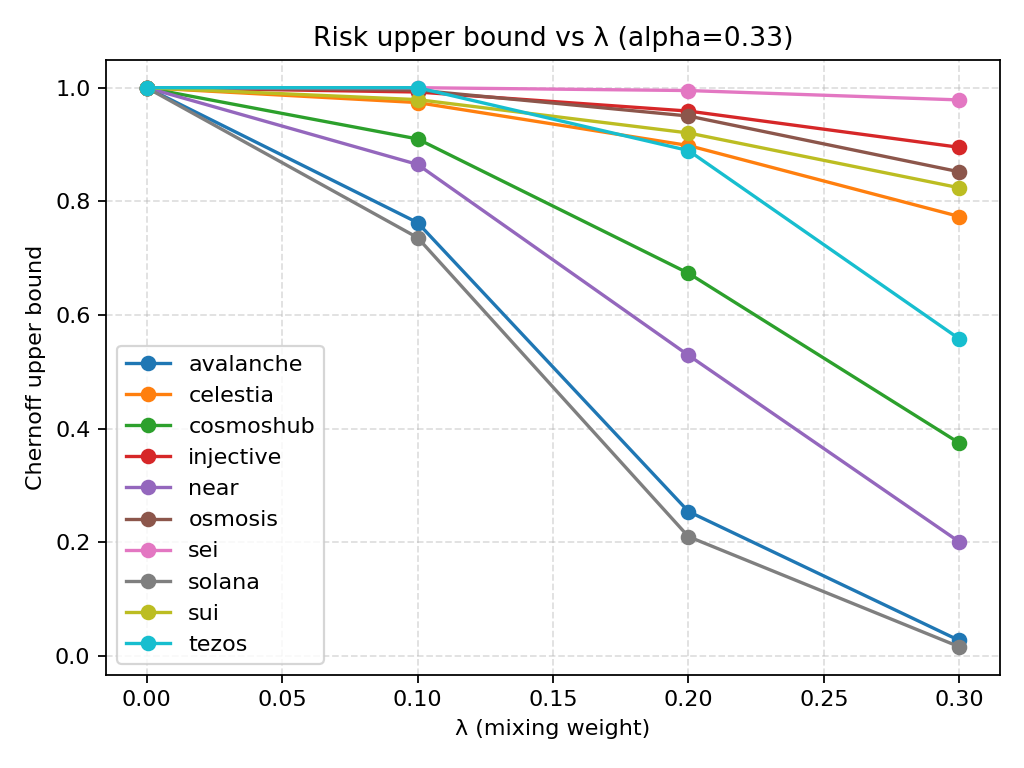 Risk upper bound vs λ (alpha=0.33)
Chernoff upper bound
1.0
0.8
0.6
0.4
0.2
0.0
avalanche
celestia
cosmoshub
injective
near
osmosis
sei
solana
sui
tezos
0.00 0.05 0.10 0.15 0.20 0.25 0.30
λ (mixing weight)